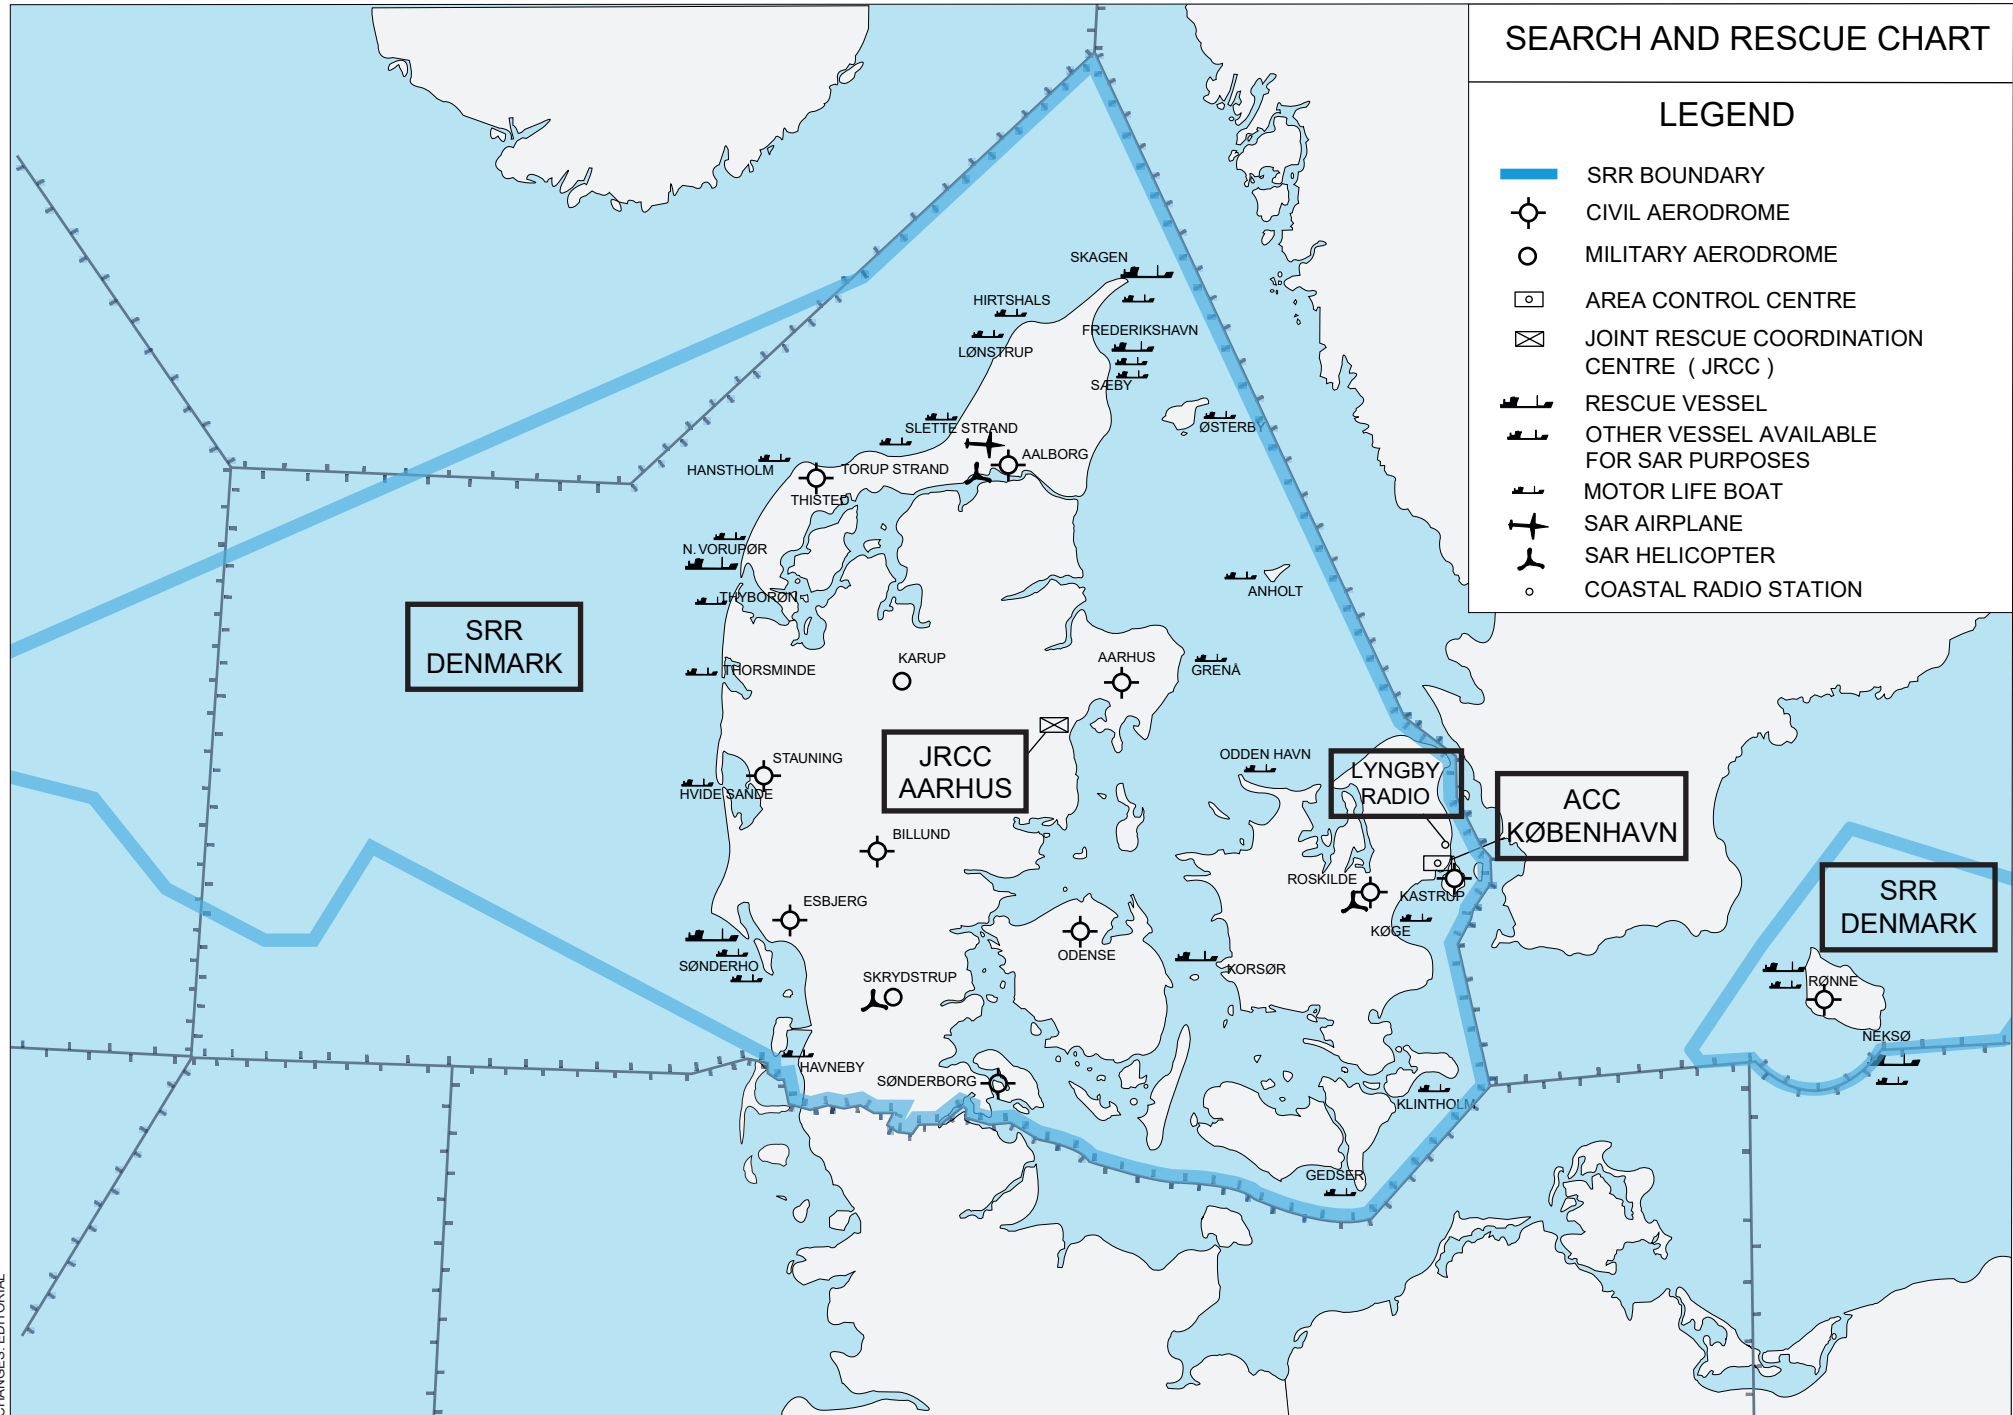 SEARCH AND RESCUE CHART
LEGEND
SRR BOUNDARY
CIVIL AERODROME
MILITARY AERODROME
AREA CONTROL CENTRE
JOINT RESCUE COORDINATION
CENTRE ( JRCC )
RESCUE VESSEL
OTHER VESSEL AVAILABLE
FOR SAR PURPOSES
MOTOR LIFE BOAT
SAR AIRPLANE
SAR HELICOPTER
COASTAL RADIO STATION
SKAGEN
HIRTSHALS
FREDERIKSHAVN
LØNSTRUP
SÆBY
SLETTE STRAND
ØSTERBY
AALBORG
HANSTHOLM
TORUP STRAND
THISTED
N.VORUPØR
THYBORØN
ANHOLT
SRR
DENMARK
KARUP
AARHUS
GRENÅ
THORSMINDE
JRCC
AARHUS
STAUNING
HVIDE SANDE
ODDEN HAVN
LYNGBY
RADIO
ACC
KØBENHAVN
BILLUND
ROSKILDE
KASTRUP
KØGE
ESBJERG
SRR
DENMARK
ODENSE
SØNDERHO
KORSØR
SKRYDSTRUP
RØNNE
NEKSØ
HAVNEBY
SØNDERBORG
KLINTHOLM
GEDSER
CHANGES: EDITORIAL